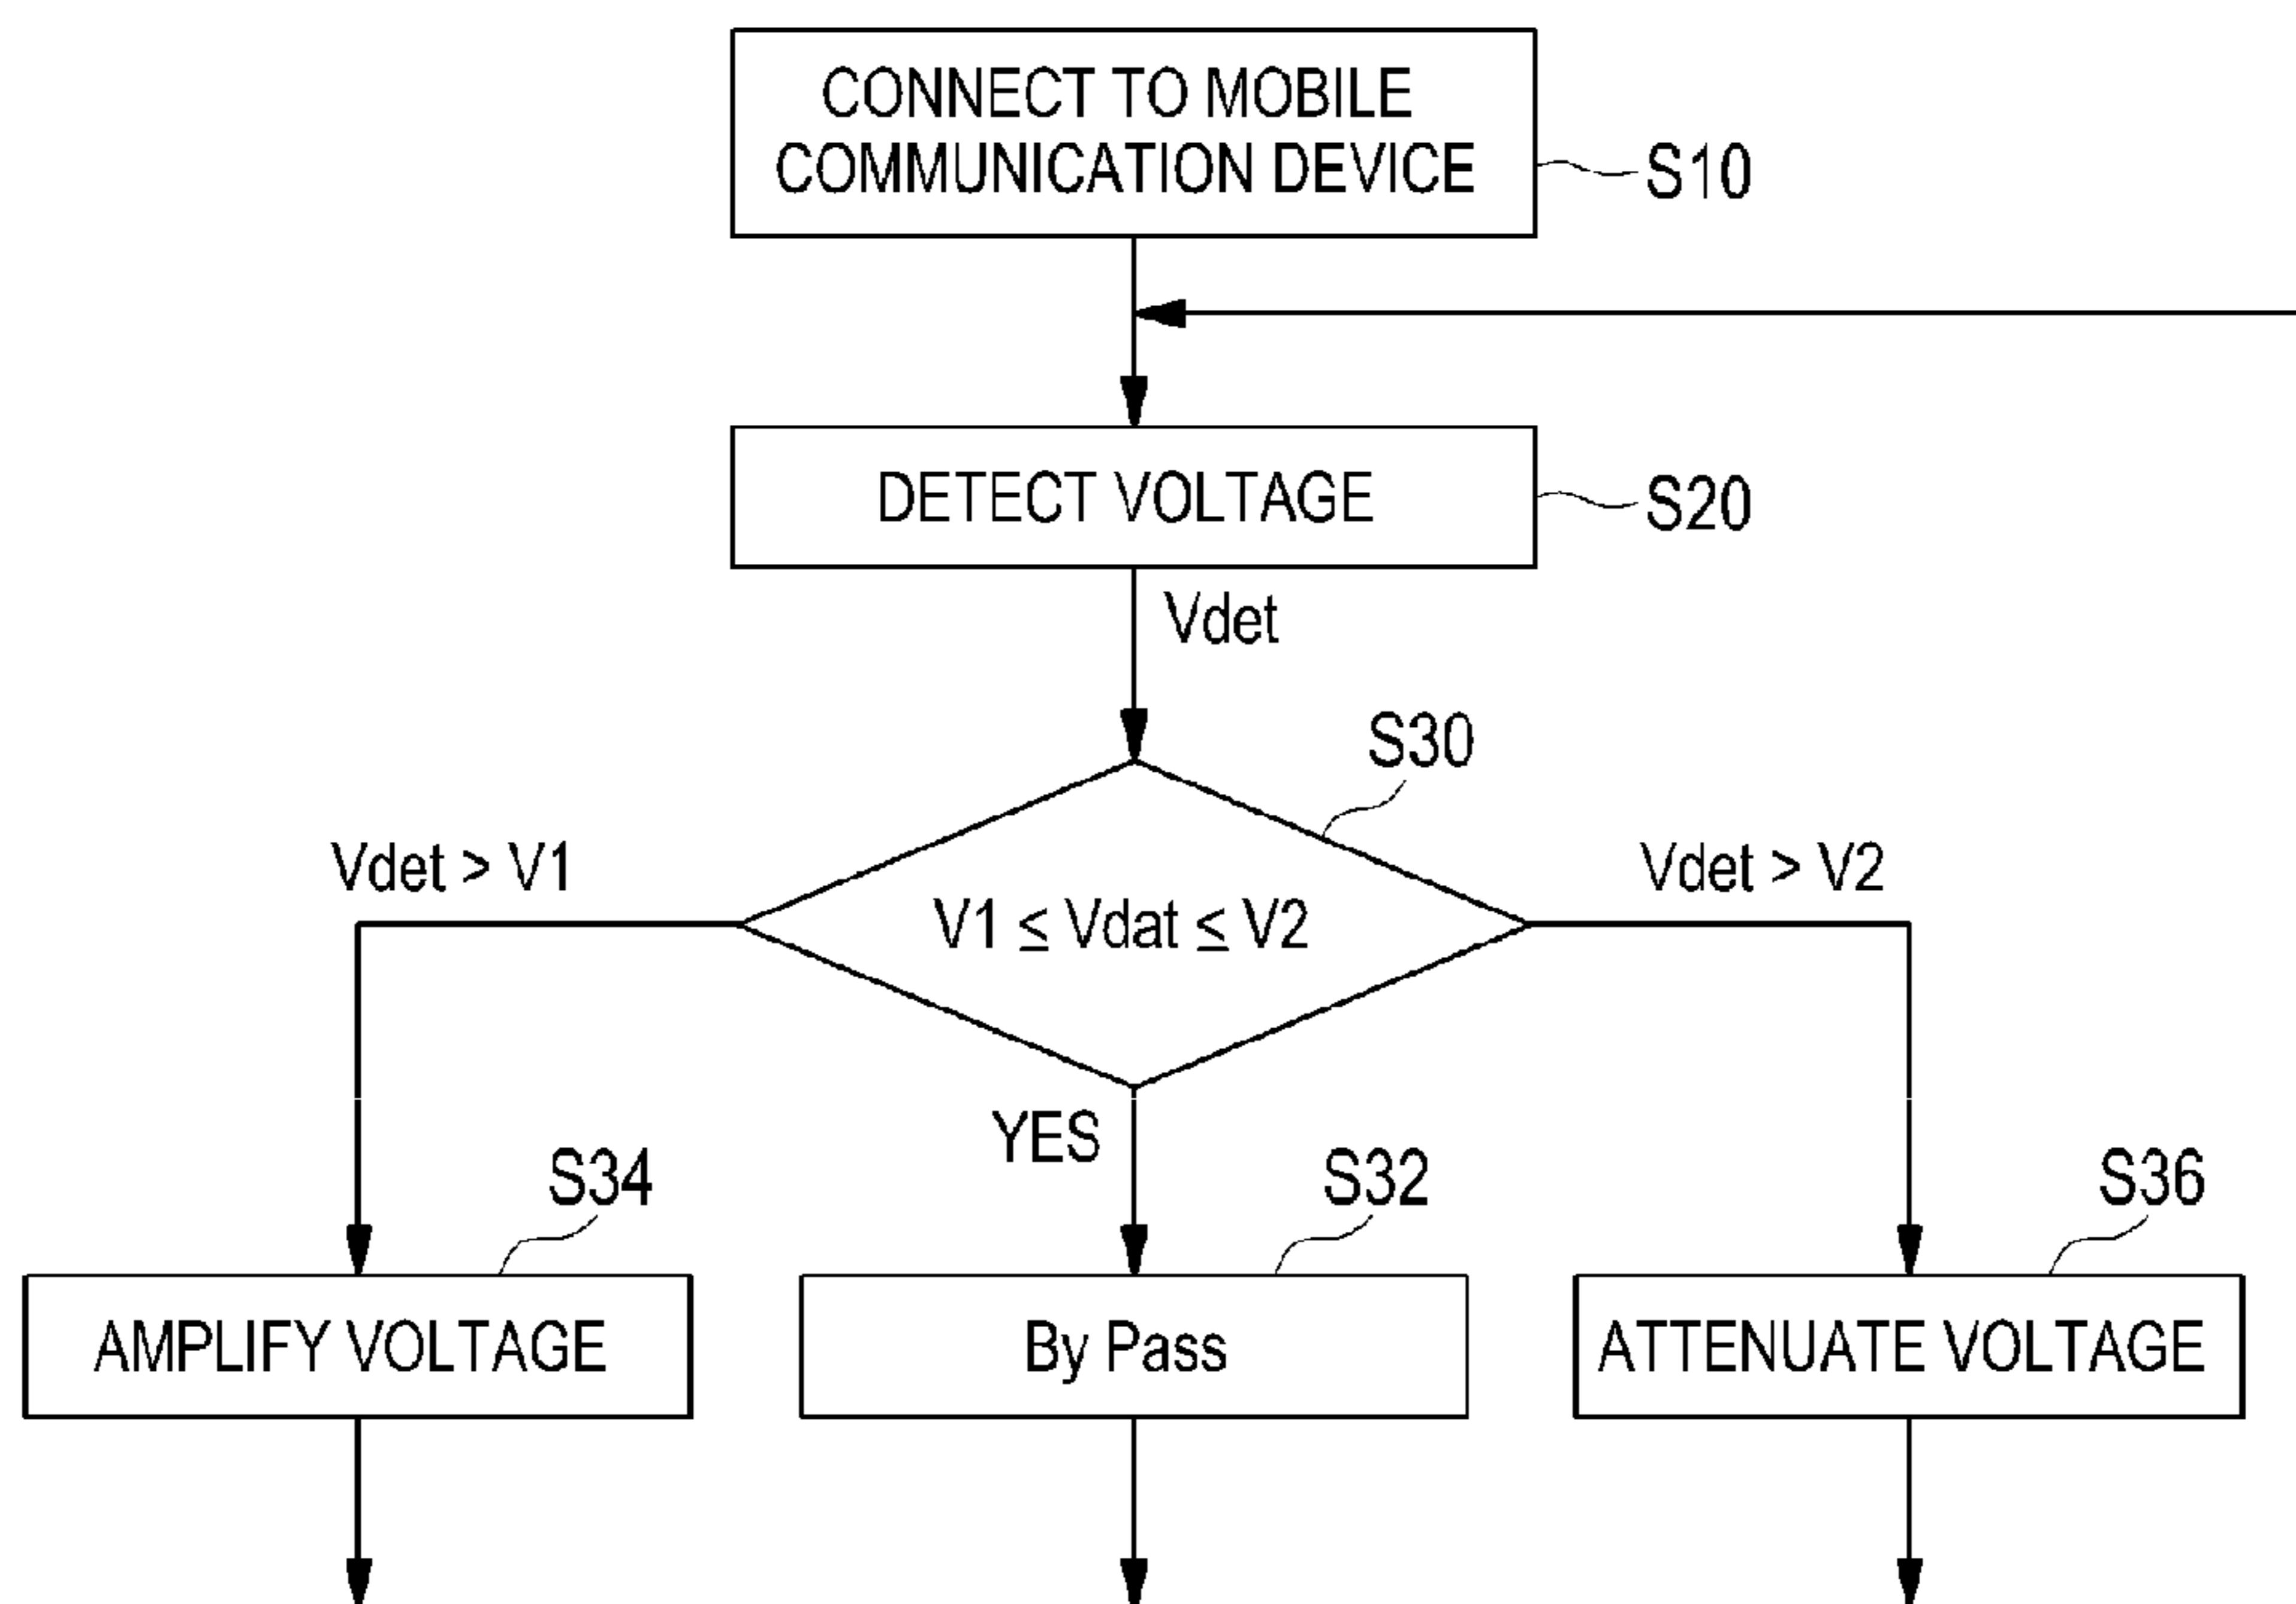 CONNECT TO MOBILE
COMMUNICATION DEVICE
S10
DETECT VOLTAGE
S20
Vdet
S30
Vdet > V1
V1 ≤ Vdat ≤ V2
Vdet > V2
YES
S34
S32
S36
AMPLIFY VOLTAGE
By Pass
ATTENUATE VOLTAGE